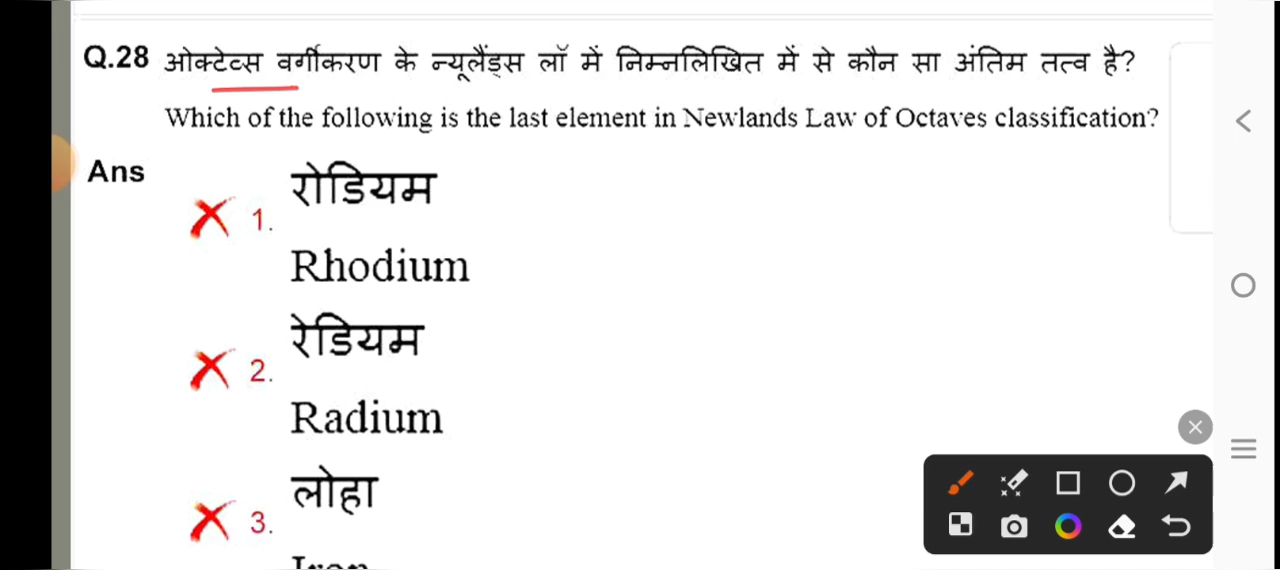 Q.28 ओक्टेव्स वर्गीकरण के न्यूलैंड्स लॉ में निम्नलिखित में से कौन सा अंतिम तत्व है?
Which of the following is the last element in Newlands Law of Octaves classification?
Ans
रोडियम
1.
Rhodium
रेडियम
2.
Radium
लोहा
3.
Iron